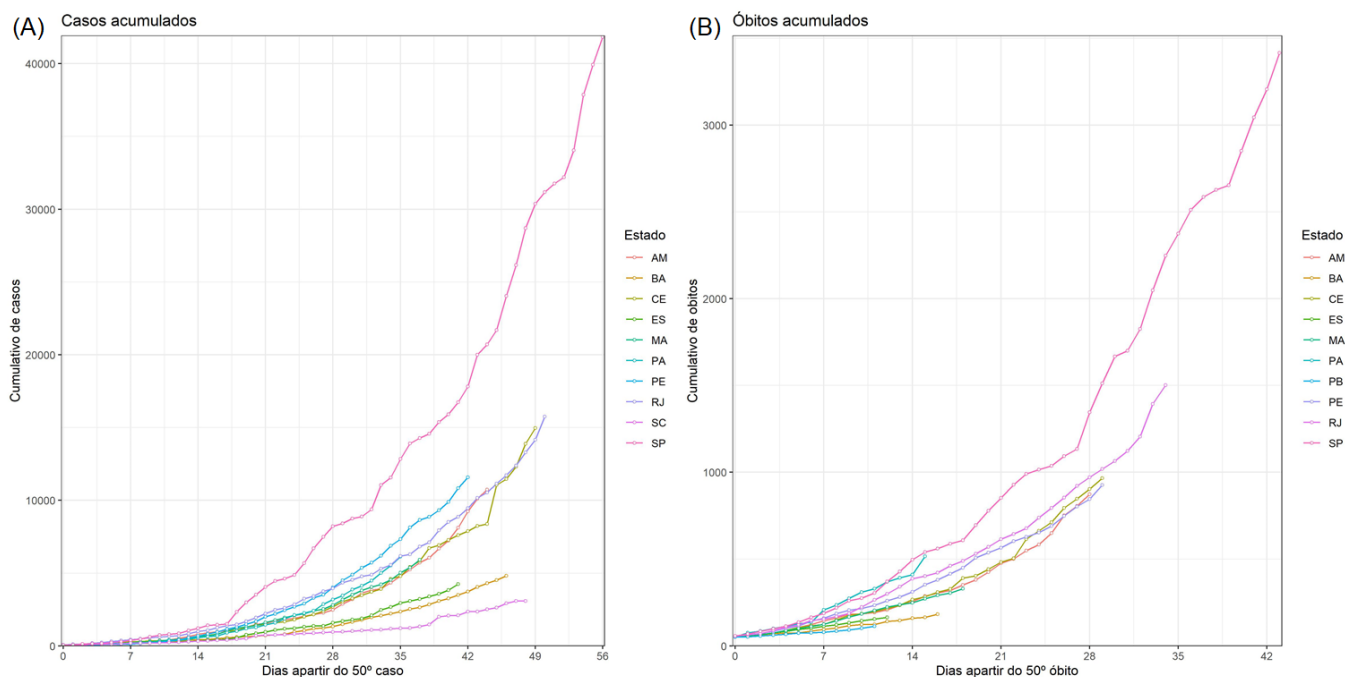 (A) Casos acumulados
Cumulativo de casos
40000
30000
20000
10000
0
0 7 14 21 28 35 42 49 56
Dias apartir do 50º caso
Estado
AM
BA
CE
ES
MA
PA
PE
RJ
SC
SP
(B) Óbitos acumulados
Cumulativo de obitos
3000
2000
1000
0
0 7 14 21 28 35 42
Dias apartir do 50º óbito
Estado
AM
BA
CE
ES
MA
PA
PB
PE
RJ
SP